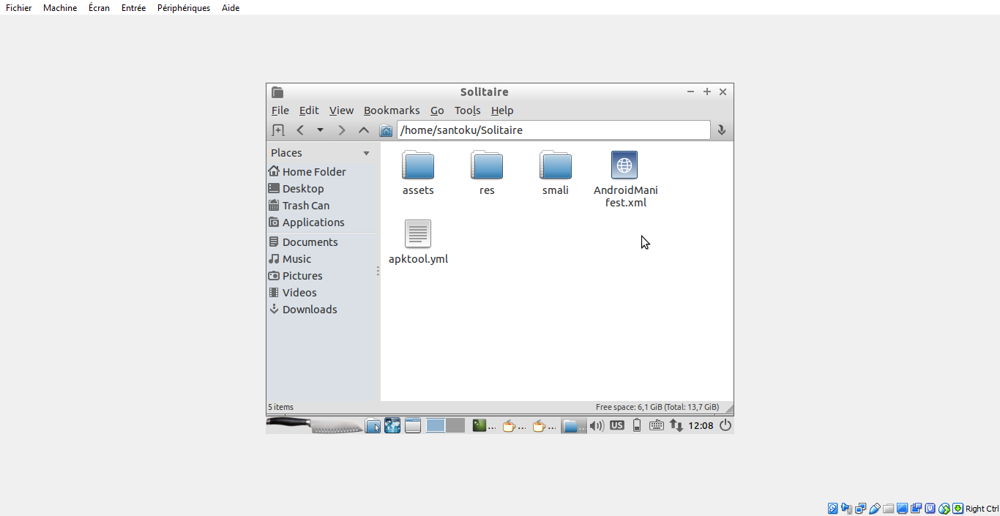 Fichier Machine Écran Entrée Périphériques Aide
Solitaire
File Edit View Bookmarks Go Tools Help
/home/santoku/Solitaire
Places
Home Folder
Desktop
Trash Can
Applications
Documents
Music
Pictures
Videos
Downloads
assets res smali AndroidMani
fest.xml
apktool.yml
5 items Free space: 6,1 GiB (Total: 13,7 GiB)
... ... ... ... US 12:08
Right Ctrl